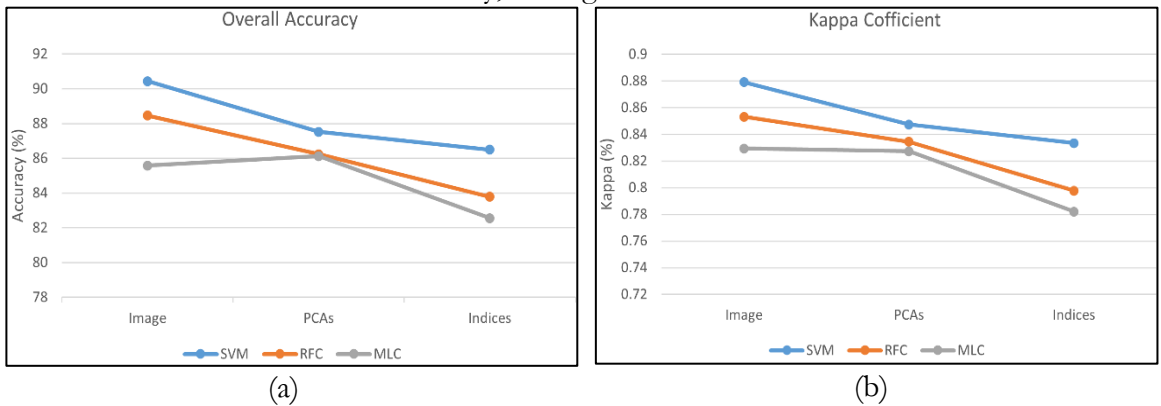 Overall Accuracy
92
90
88
86
84
82
80
78
Accuracy (%)
Image PCAs Indices
SVM RFC MLC
(a)
Kappa Cofficient
0.9
0.88
0.86
0.84
0.82
0.8
0.78
0.76
0.74
0.72
Kappa (%)
Image PCAs Indices
SVM RFC MLC
(b)